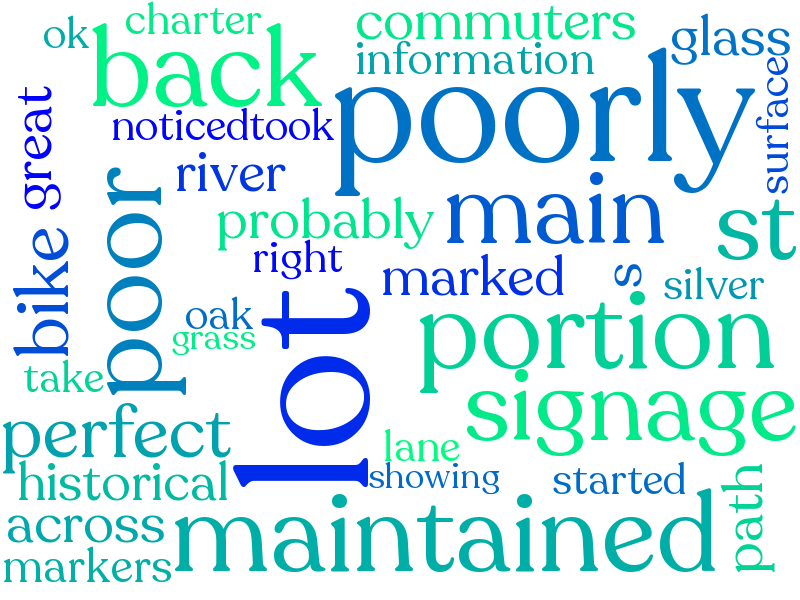 charter
commuters
ok
back
glass
information
poorly
surface
great
noticedtook
river
poor
main
probably
st
right
marked
s
silver
bike
oak
lot
portion
grass
take
signage
perfect
lane
historical
showing
started
path
across
maintained
markers